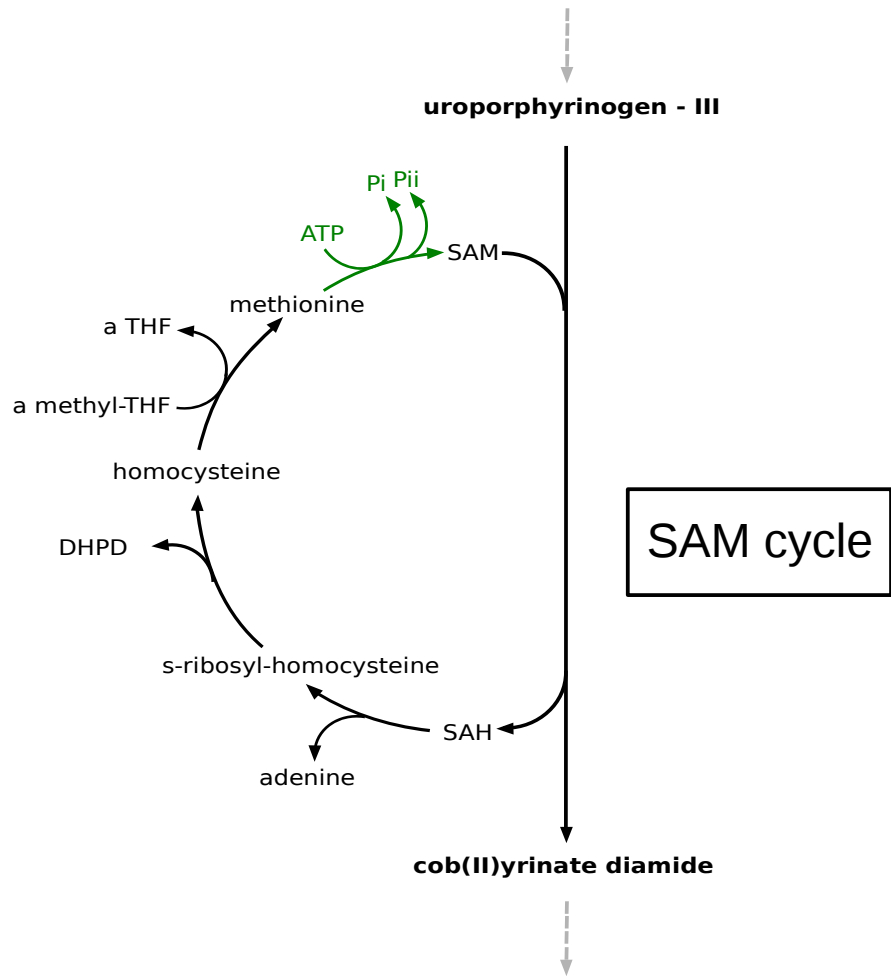 uroporphyrinogen - III
Pi Pii
ATP
SAM
methionine
a THF
a methyl-THF
homocysteine
SAM cycle
DHPD
s-ribosyl-homocysteine
SAH
adenine
cob(II)yrinate diamide